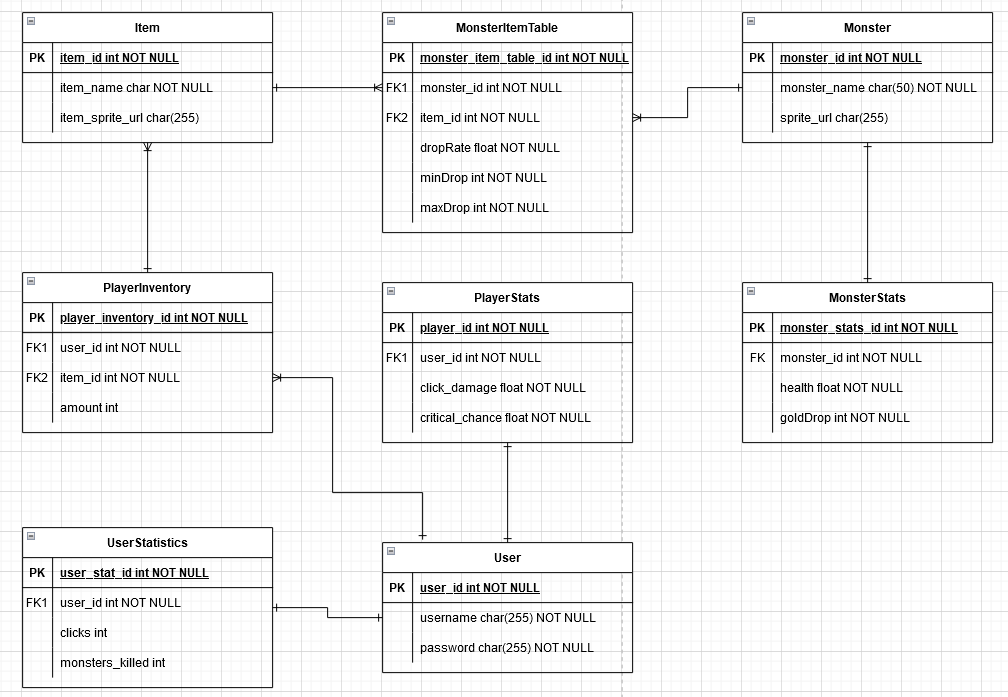 Item
PK item_id int NOT NULL
item_name char NOT NULL
item_sprite_url char(255)
MonsterItemTable
PK monster_item_table_id int NOT NULL
FK1 monster_id int NOT NULL
FK2 item_id int NOT NULL
dropRate float NOT NULL
minDrop int NOT NULL
maxDrop int NOT NULL
Monster
PK monster_id int NOT NULL
monster_name char(50) NOT NULL
sprite_url char(255)
PlayerInventory
PK player_inventory_id int NOT NULL
FK1 user_id int NOT NULL
FK2 item_id int NOT NULL
amount int
PlayerStats
PK player_id int NOT NULL
FK1 user_id int NOT NULL
click_damage float NOT NULL
critical_chance float NOT NULL
MonsterStats
PK monster_stats_id int NOT NULL
FK monster_id int NOT NULL
health float NOT NULL
goldDrop int NOT NULL
UserStatistics
PK user_stat_id int NOT NULL
FK1 user_id int NOT NULL
clicks int
monsters_killed int
User
PK user_id int NOT NULL
username char(255) NOT NULL
password char(255) NOT NULL